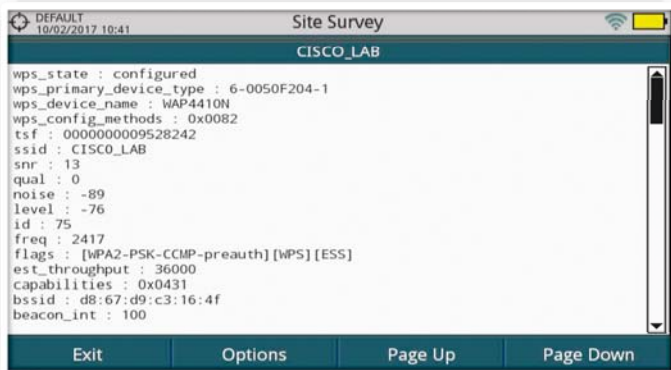 DEFAULT
10/02/2017 10:41
Site Survey
CISCO_LAB
wps_state : configured
wps_primary_device_type : 6-0050F204-1
wps_device_name : WAP4410N
wps_config_methods : 0x0082
tsf : 0000000009528242
ssid : CISCO_LAB
snr : 13
qual : 0
noise : -89
level : -76
id : 75
freq : 2417
flags : [WPA2-PSK-CCMP-preauth][WPS][ESS]
est_throughput : 36000
capabilities : 0x0431
bssid : d8:67:d9:c3:16:4f
beacon_int : 100
Exit
Options
Page Up
Page Down